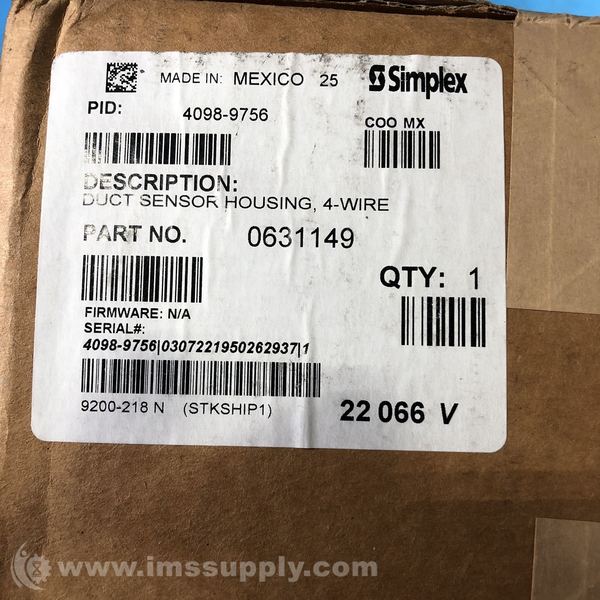 MADE IN: MEXICO 25
Simplex
PID: 4098-9756
COO MX
DESCRIPTION:
DUCT SENSOR HOUSING, 4-WIRE
PART NO. 0631149
QTY: 1
FIRMWARE: N/A
SERIAL#:
4098-9756|0307221950262937|1
9200-218 N (STKSHIP1)
22 066 V
www.imssupply.com